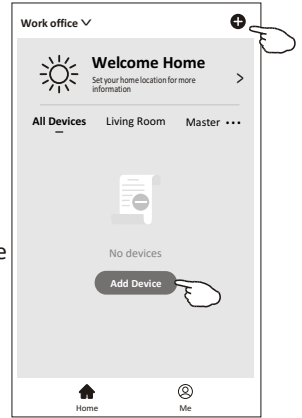 Work office
Welcome Home
Set your home location for more
information
All Devices Living Room Master
No devices
e
Add Device
Home Me